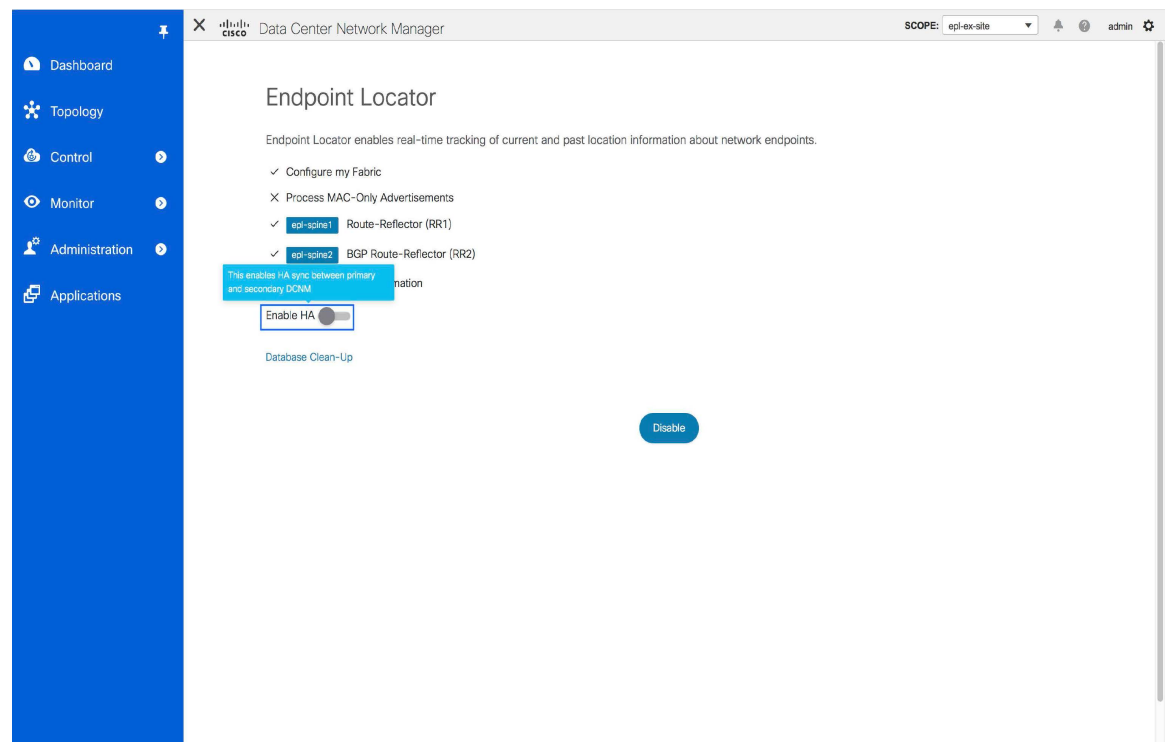 CISCO Data Center Network Manager
SCOPE: epl-ex-site
admin
Dashboard
Topology
Control
Monitor
Administration
Applications
Endpoint Locator
Endpoint Locator enables real-time tracking of current and past location information about network endpoints.
Configure my Fabric
Process MAC-Only Advertisements
epl-spine1 Route-Reflector (RR1)
epl-spine2 BGP Route-Reflector (RR2)
This enables HA sync between primary
and secondary DCNM
Enable HA
Database Clean-Up
Disable